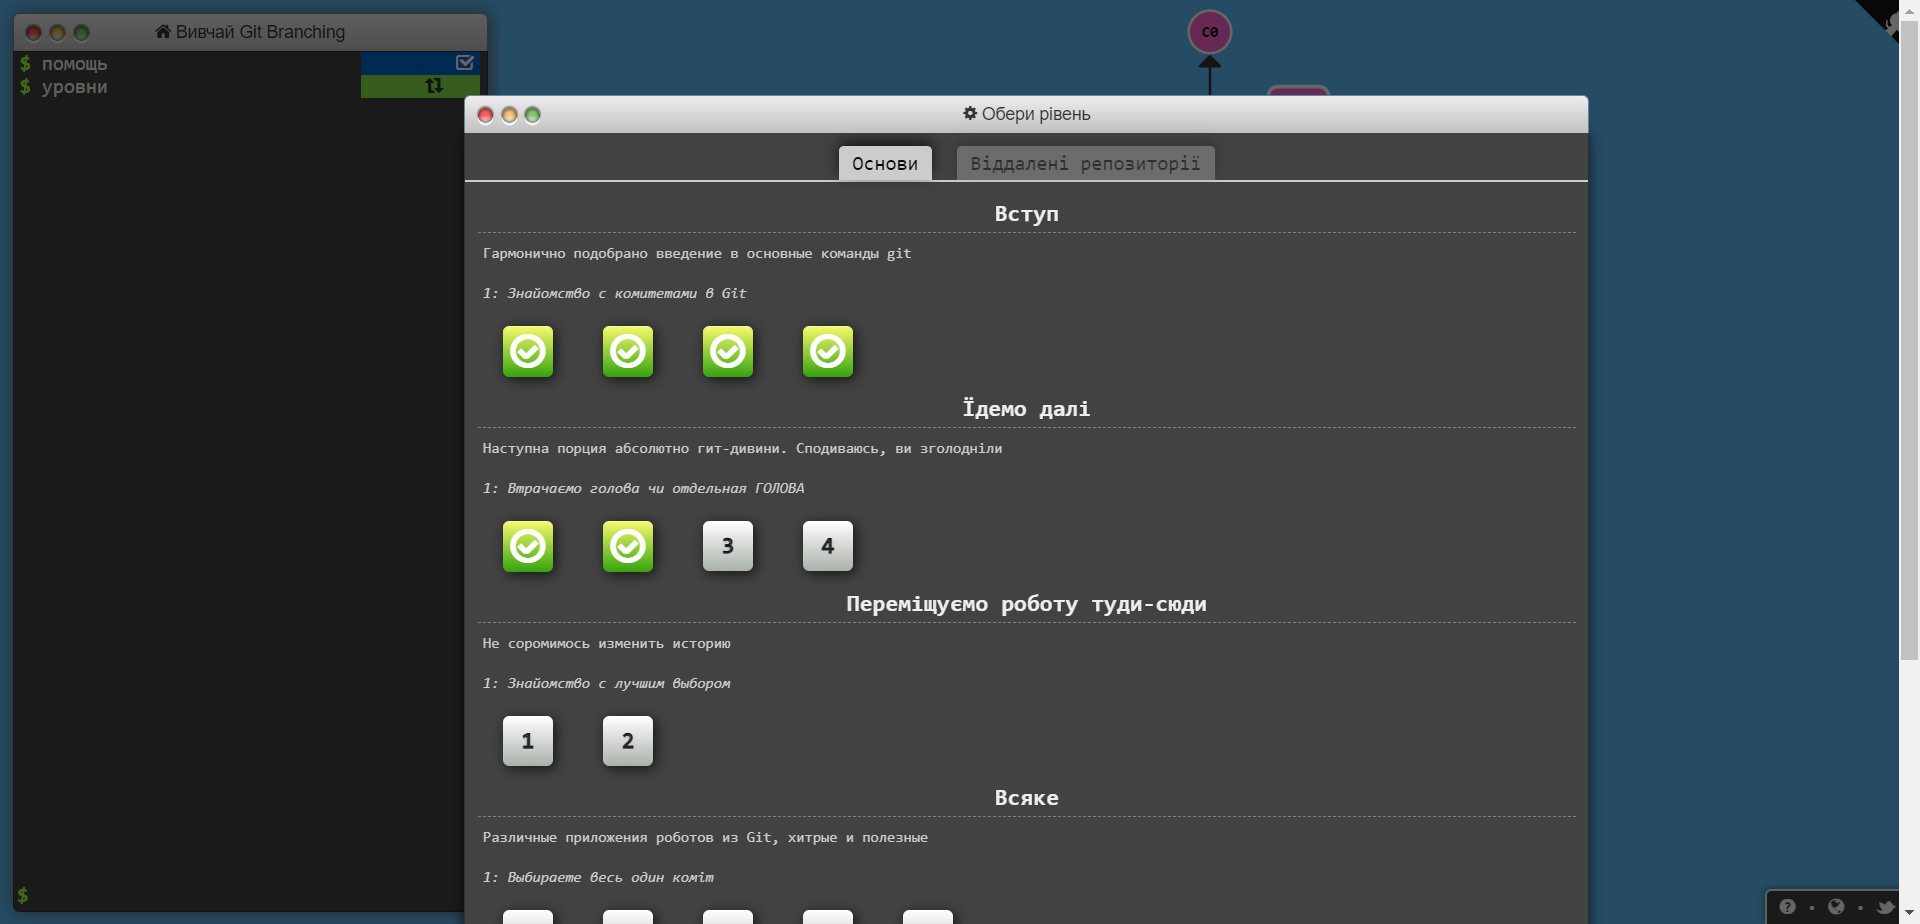 Вивчай Git Branching
$ помощь
$ уровни
$
C0
Обери рівень
Основи
Віддалені репозиторії
Вступ
Гармонично подобрано введение в основные команды git
1: Знайомство с комитетами в Git
Їдемо далі
Наступна порция абсолютно гит-дивини. Сподиваюсь, ви зголодніли
1: Втрачаємо голова чи отдельная ГОЛОВА
3 4
Переміщуємо роботу туди-сюди
Не соромимось изменить историю
1: Знайомство с лучшим выбором
1 2
Всяке
Различные приложения роботов из Git, хитрые и полезные
1: Выбираете весь один коміт